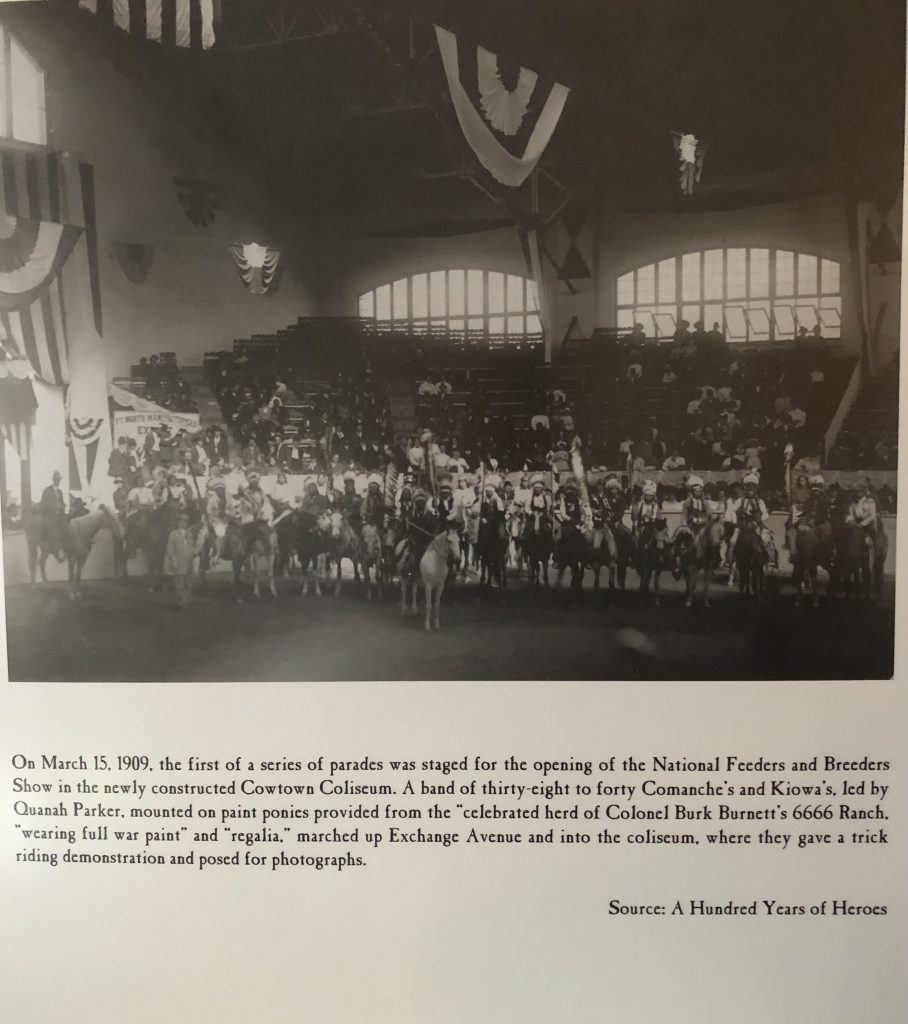 FT. WORTH MANUFACTURERS
On March 15, 1909, the first of a series of parades was staged for the opening of the National Feeders and Breeders
Show in the newly constructed Cowtown Coliseum. A band of thirty-eight to forty Comanche's and Kiowa's, led by
Quanah Parker, mounted on paint ponies provided from the "celebrated herd of Colonel Burk Burnett's 6666 Ranch,
"wearing full war paint" and "regalia," marched up Exchange Avenue and into the coliseum, where they gave a trick
riding demonstration and posed for photographs.
Source: A Hundred Years of Heroes